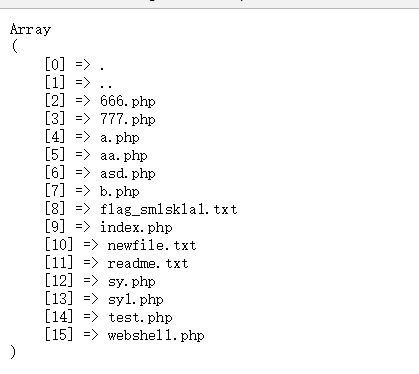 Array
(
[0] => .
[1] => ..
[2] => 666.php
[3] => 777.php
[4] => a.php
[5] => aa.php
[6] => asd.php
[7] => b.php
[8] => flag_smlsklal.txt
[9] => index.php
[10] => newfile.txt
[11] => readme.txt
[12] => sy.php
[13] => syl.php
[14] => test.php
[15] => webshell.php
)